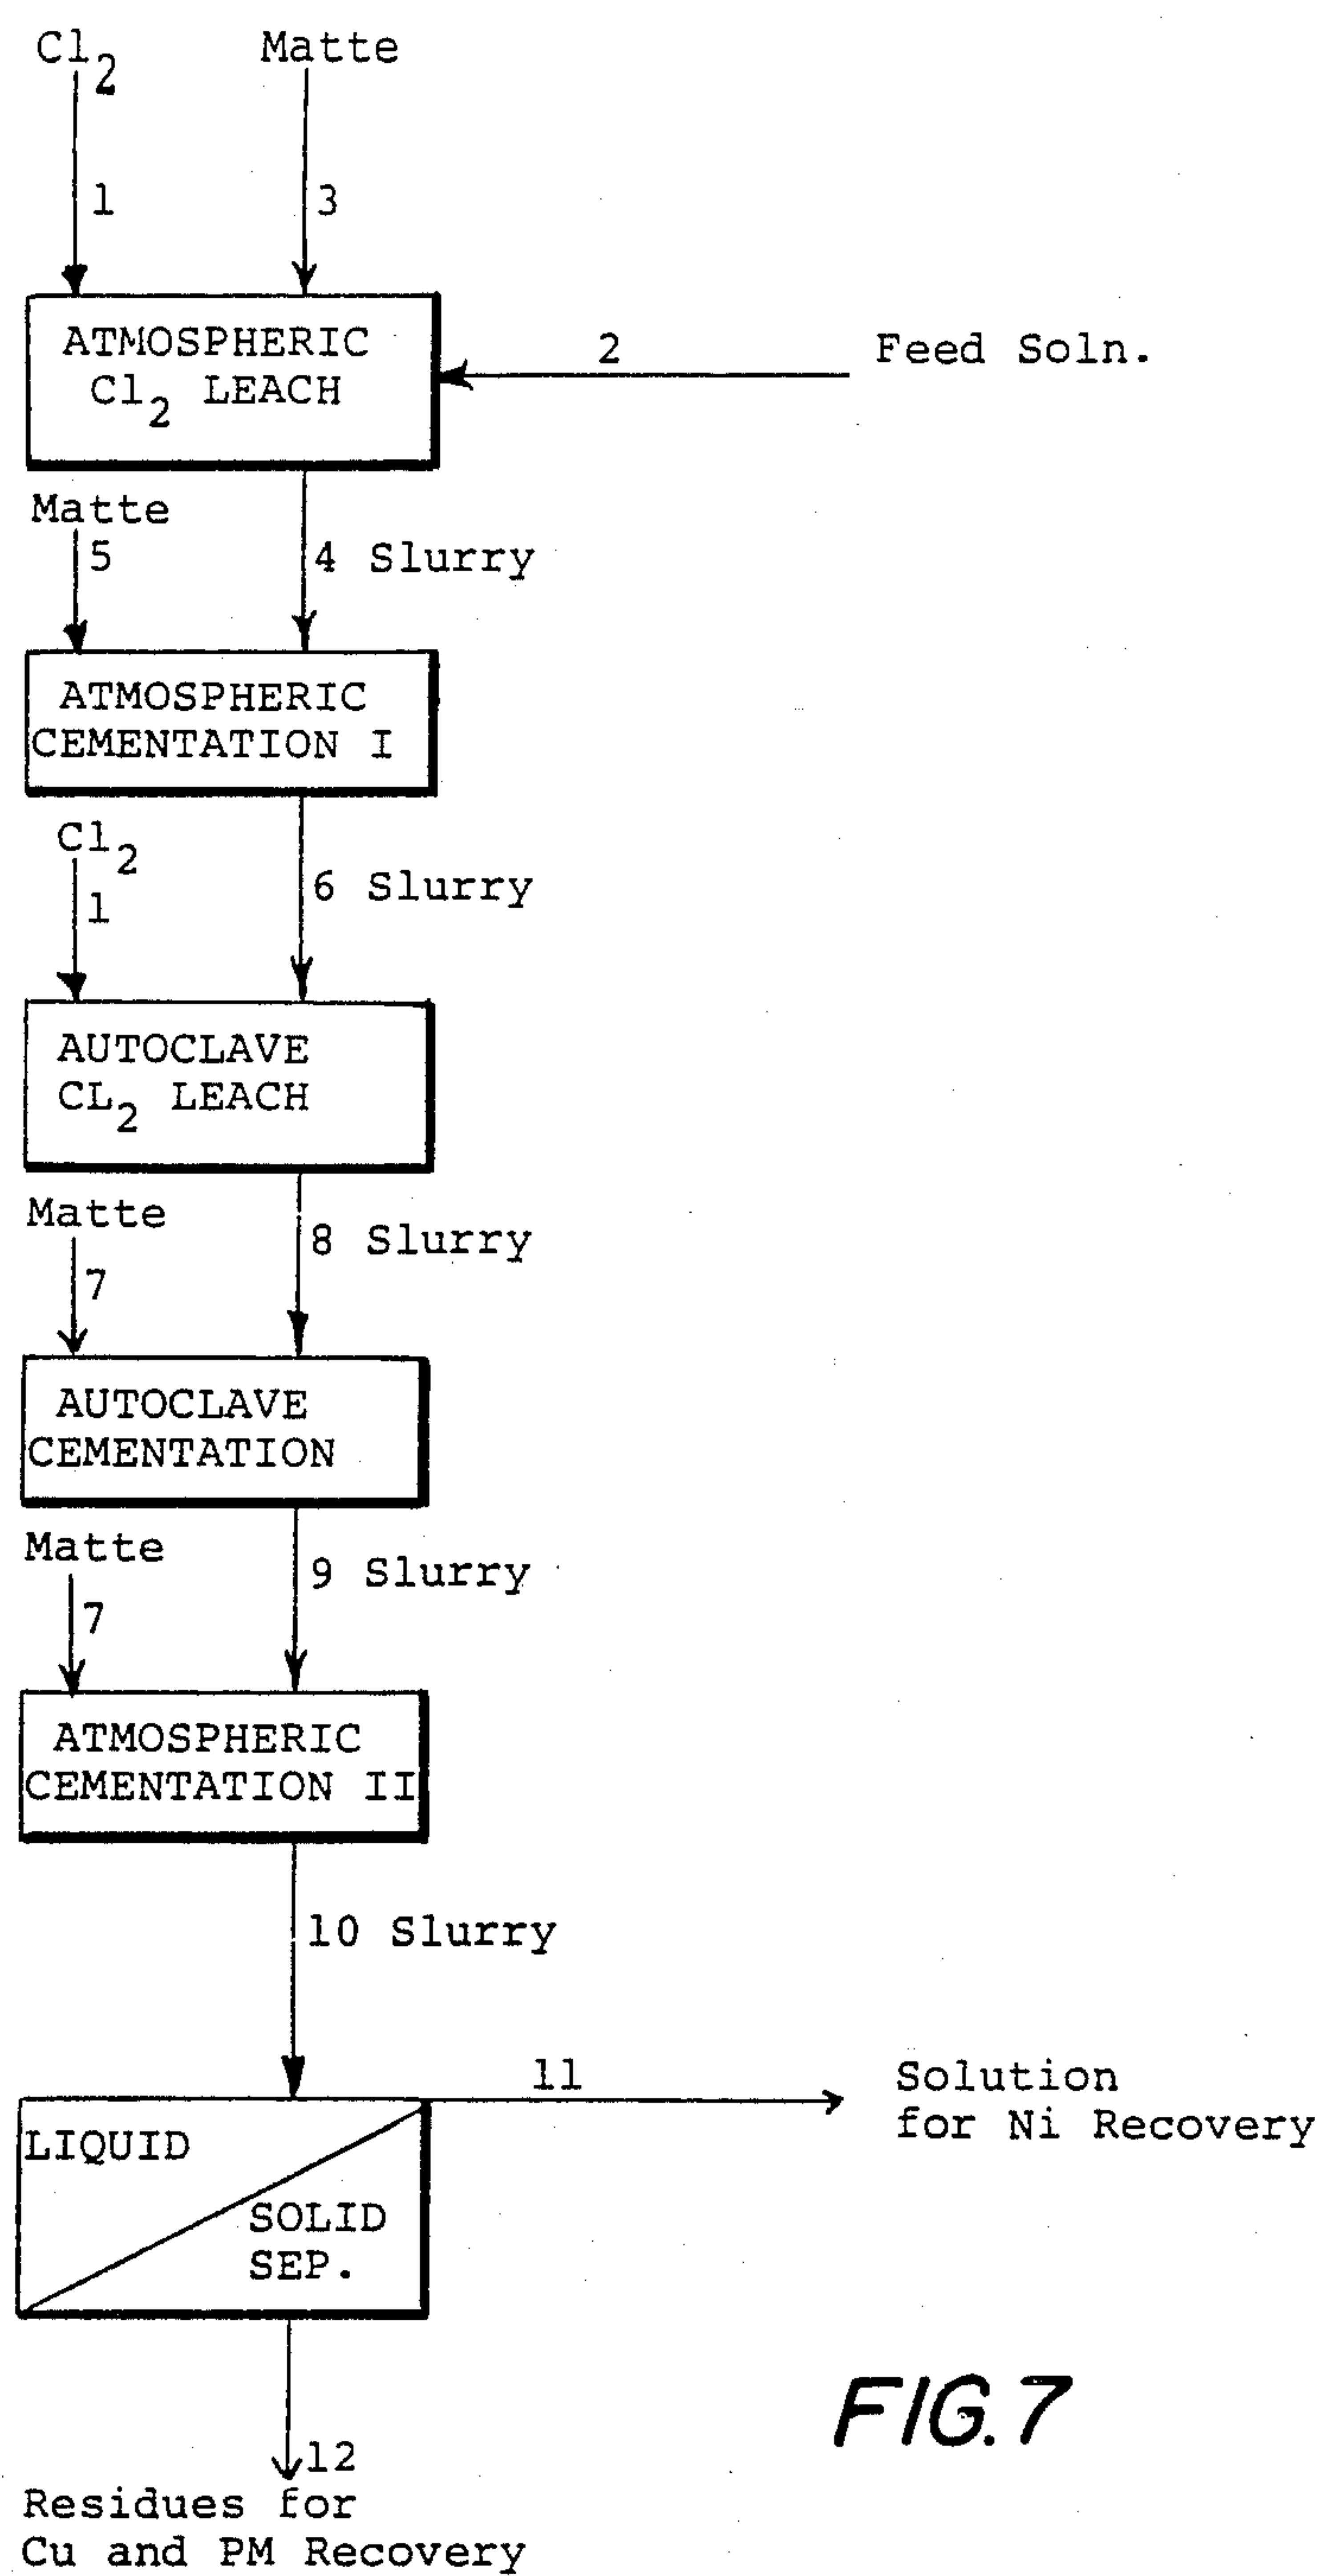 Cl2 Matte
1 3
ATMOSPHERIC
Cl2 LEACH
2 Feed Soln.
Matte
5 4 Slurry
ATMOSPHERIC
CEMENTATION I
Cl2
1 6 Slurry
AUTOCLAVE
CL2 LEACH
Matte
7 8 Slurry
AUTOCLAVE
CEMENTATION
Matte
7 9 Slurry
ATMOSPHERIC
CEMENTATION II
10 Slurry
11 Solution
for Ni Recovery
LIQUID
SOLID
SEP.
12
Residues for
Cu and PM Recovery
FIG.7